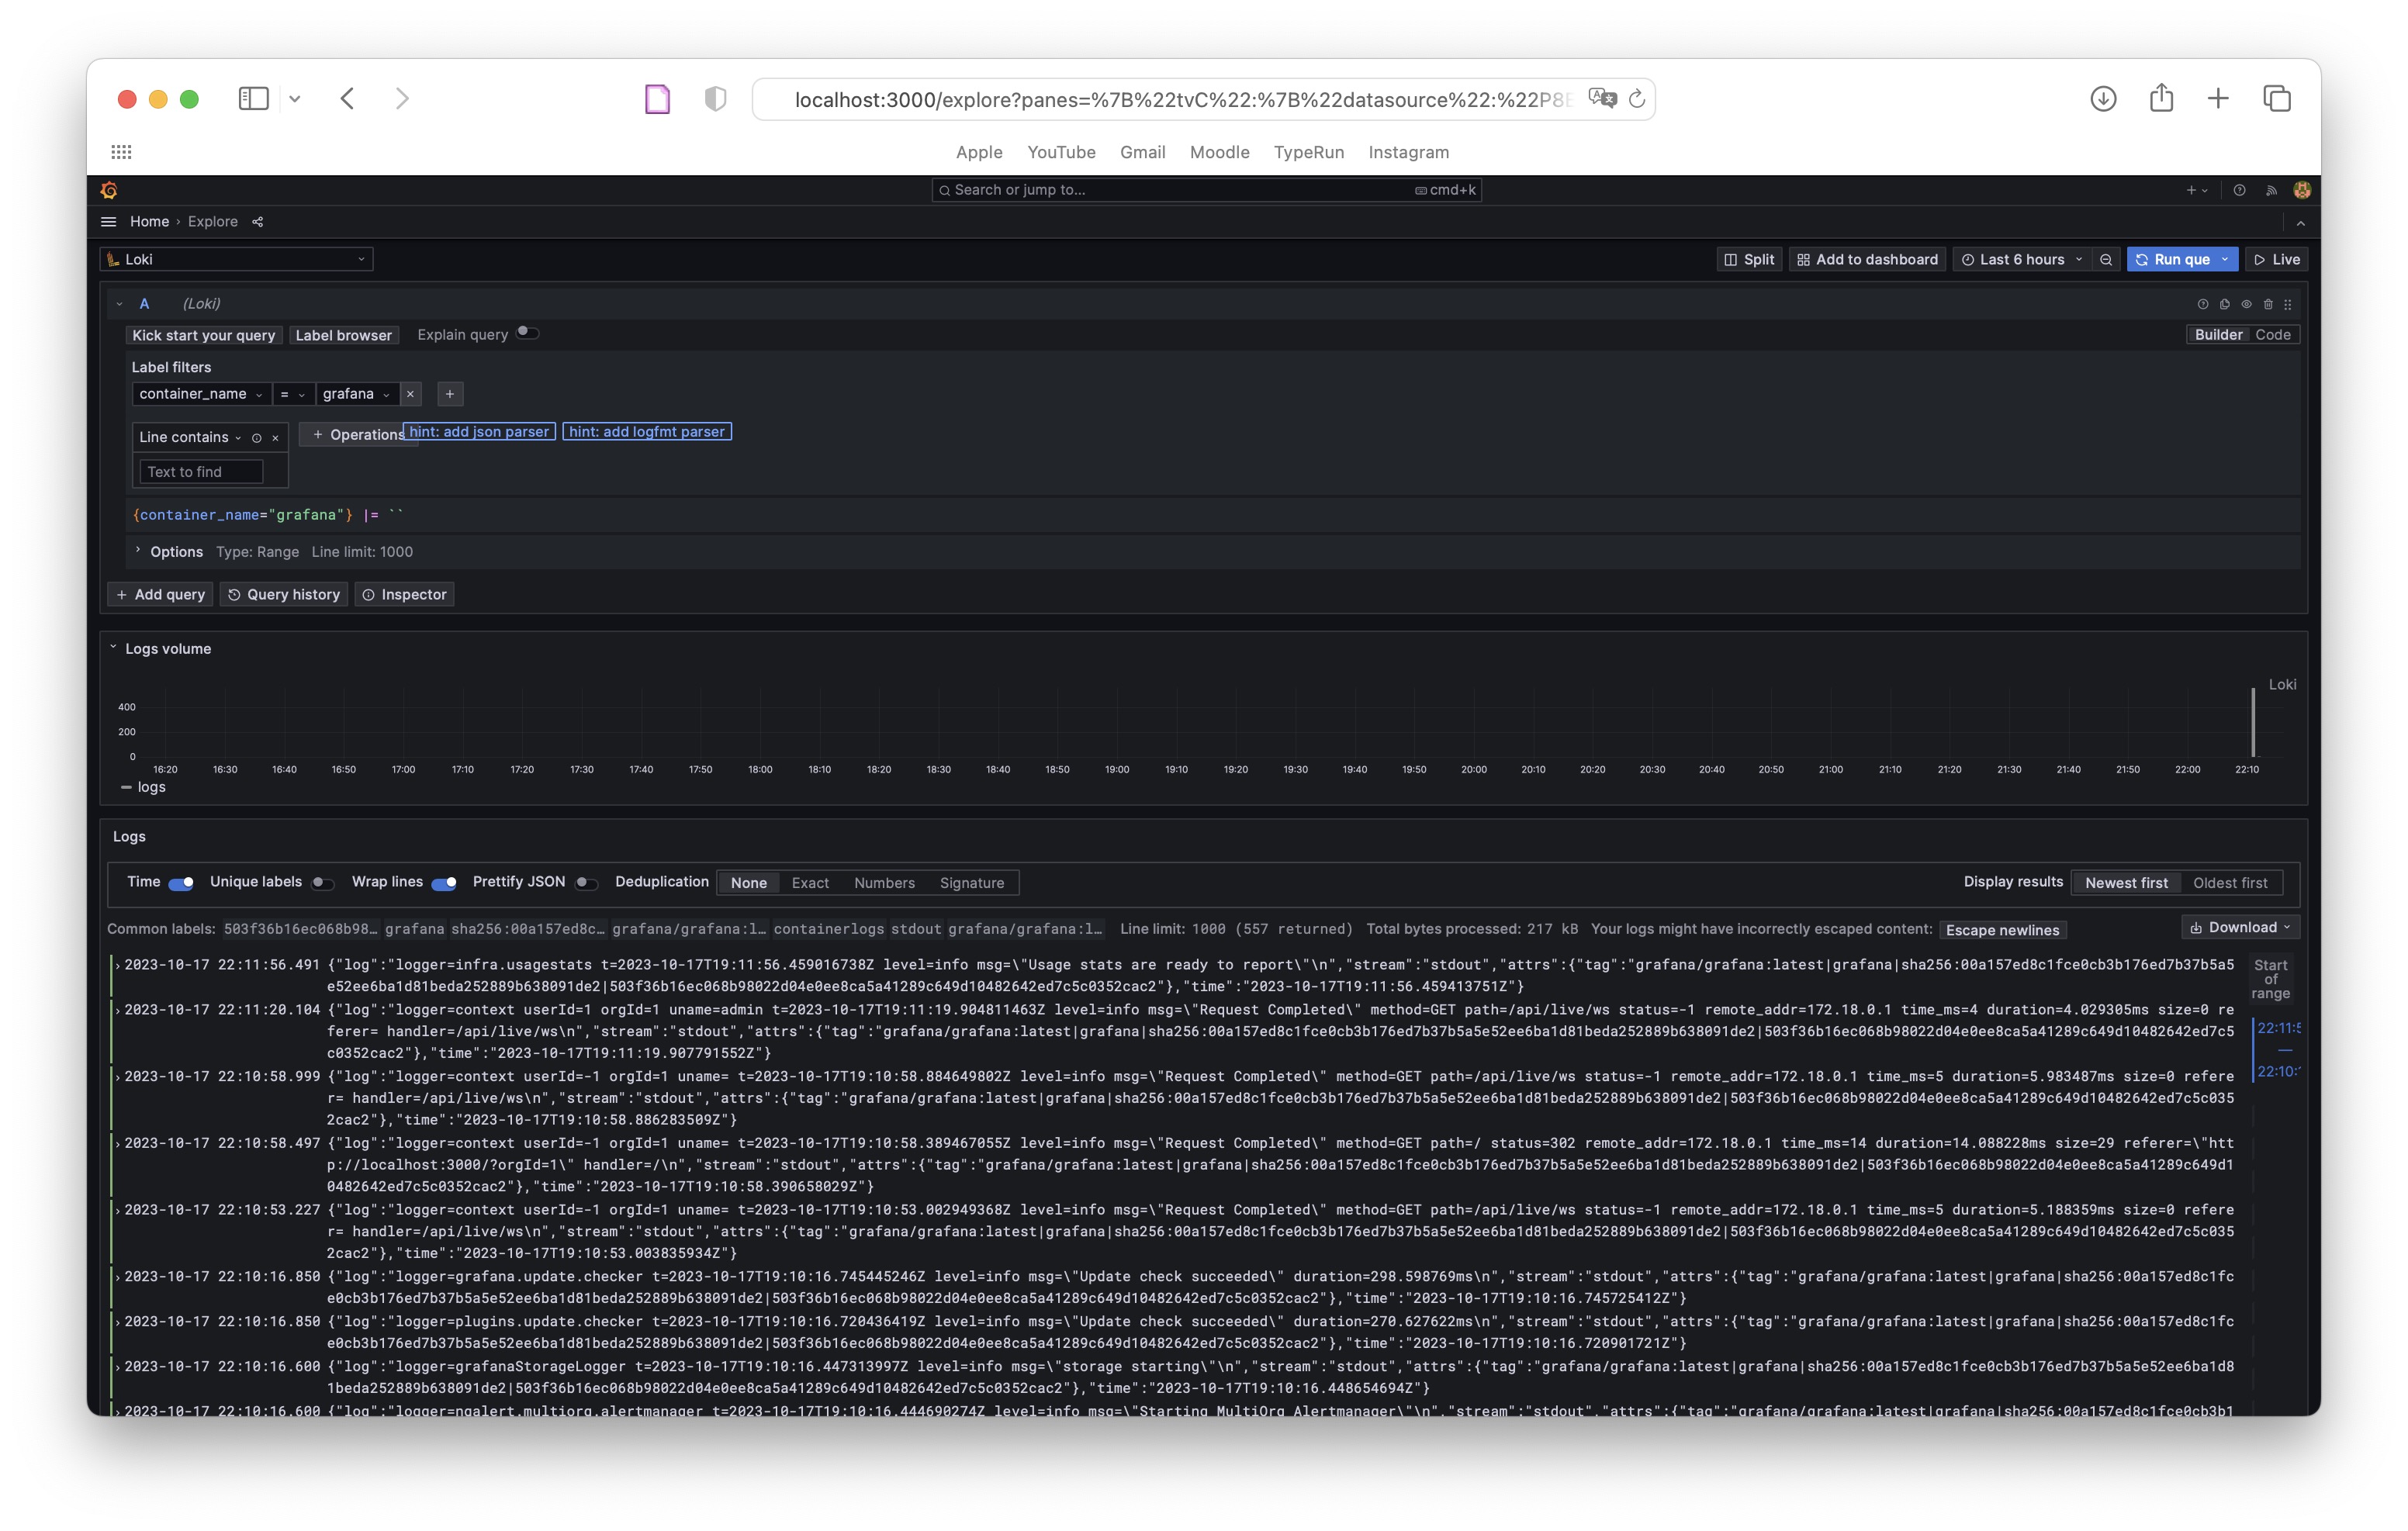 localhost:3000/explore?panes=%7B%22tvC%22:%7B%22datasource%22:%22P8E
Apple YouTube Gmail Moodle TypeRun Instagram
Search or jump to... cmd+k
Home › Explore
Loki Split Add to dashboard Last 6 hours Run que Live
A (Loki)
Kick start your query Label browser Explain query Builder Code
Label filters
container_name = grafana
Line contains + Operations hint: add json parser hint: add logfmt parser
Text to find
{container_name="grafana"} |= ``
Options Type: Range Line limit: 1000
+ Add query Query history Inspector
Logs volume
Loki
400
200
0
16:20 16:30 16:40 16:50 17:00 17:10 17:20 17:30 17:40 17:50 18:00 18:10 18:20 18:30 18:40 18:50 19:00 19:10 19:20 19:30 19:40 19:50 20:00 20:10 20:20 20:30 20:40 20:50 21:00 21:10 21:20 21:30 21:40 21:50 22:00 22:10
logs
Logs
Time Unique labels Wrap lines Prettify JSON Deduplication None Exact Numbers Signature Display results Newest first Oldest first
Common labels: 503f36b16ec068b98… grafana sha256:00a157ed8c… grafana/grafana:l… containerlogs stdout grafana/grafana:l… Line limit: 1000 (557 returned) Total bytes processed: 217 kB Your logs might have incorrectly escaped content: Escape newlines Download
2023-10-17 22:11:56.491 {"log":"logger=infra.usagestats t=2023-10-17T19:11:56.459016738Z level=info msg=\"Usage stats are ready to report\"\n","stream":"stdout","attrs":{"tag":"grafana/grafana:latest|grafana|sha256:00a157ed8c1fce0cb3b176ed7b37b5a5
e52ee6ba1d81beda252889b638091de2|503f36b16ec068b98022d04e0ee8ca5a41289c649d10482642ed7c5c0352cac2"},"time":"2023-10-17T19:11:56.459413751Z"}
2023-10-17 22:11:20.104 {"log":"logger=context userId=1 orgId=1 uname=admin t=2023-10-17T19:11:19.904811463Z level=info msg=\"Request Completed\" method=GET path=/api/live/ws status=-1 remote_addr=172.18.0.1 time_ms=4 duration=4.029305ms size=0 re
ferer= handler=/api/live/ws\n","stream":"stdout","attrs":{"tag":"grafana/grafana:latest|grafana|sha256:00a157ed8c1fce0cb3b176ed7b37b5a5e52ee6ba1d81beda252889b638091de2|503f36b16ec068b98022d04e0ee8ca5a41289c649d10482642ed7c5
c0352cac2"},"time":"2023-10-17T19:11:19.907791552Z"}
2023-10-17 22:10:58.999 {"log":"logger=context userId=-1 orgId=1 uname= t=2023-10-17T19:10:58.884649802Z level=info msg=\"Request Completed\" method=GET path=/api/live/ws status=-1 remote_addr=172.18.0.1 time_ms=5 duration=5.983487ms size=0 refere
r= handler=/api/live/ws\n","stream":"stdout","attrs":{"tag":"grafana/grafana:latest|grafana|sha256:00a157ed8c1fce0cb3b176ed7b37b5a5e52ee6ba1d81beda252889b638091de2|503f36b16ec068b98022d04e0ee8ca5a41289c649d10482642ed7c5c035
2cac2"},"time":"2023-10-17T19:10:58.886283509Z"}
2023-10-17 22:10:58.497 {"log":"logger=context userId=-1 orgId=1 uname= t=2023-10-17T19:10:58.389467055Z level=info msg=\"Request Completed\" method=GET path=/ status=302 remote_addr=172.18.0.1 time_ms=14 duration=14.088228ms size=29 referer=\"htt
p://localhost:3000/?orgId=1\" handler=/\n","stream":"stdout","attrs":{"tag":"grafana/grafana:latest|grafana|sha256:00a157ed8c1fce0cb3b176ed7b37b5a5e52ee6ba1d81beda252889b638091de2|503f36b16ec068b98022d04e0ee8ca5a41289c649d1
0482642ed7c5c0352cac2"},"time":"2023-10-17T19:10:58.390658029Z"}
2023-10-17 22:10:53.227 {"log":"logger=context userId=-1 orgId=1 uname= t=2023-10-17T19:10:53.002949368Z level=info msg=\"Request Completed\" method=GET path=/api/live/ws status=-1 remote_addr=172.18.0.1 time_ms=5 duration=5.188359ms size=0 refere
r= handler=/api/live/ws\n","stream":"stdout","attrs":{"tag":"grafana/grafana:latest|grafana|sha256:00a157ed8c1fce0cb3b176ed7b37b5a5e52ee6ba1d81beda252889b638091de2|503f36b16ec068b98022d04e0ee8ca5a41289c649d10482642ed7c5c035
2cac2"},"time":"2023-10-17T19:10:53.003835934Z"}
2023-10-17 22:10:16.850 {"log":"logger=grafana.update.checker t=2023-10-17T19:10:16.745445246Z level=info msg=\"Update check succeeded\" duration=298.598769ms\n","stream":"stdout","attrs":{"tag":"grafana/grafana:latest|grafana|sha256:00a157ed8c1fc
e0cb3b176ed7b37b5a5e52ee6ba1d81beda252889b638091de2|503f36b16ec068b98022d04e0ee8ca5a41289c649d10482642ed7c5c0352cac2"},"time":"2023-10-17T19:10:16.745725412Z"}
2023-10-17 22:10:16.850 {"log":"logger=plugins.update.checker t=2023-10-17T19:10:16.720436419Z level=info msg=\"Update check succeeded\" duration=270.627622ms\n","stream":"stdout","attrs":{"tag":"grafana/grafana:latest|grafana|sha256:00a157ed8c1fc
e0cb3b176ed7b37b5a5e52ee6ba1d81beda252889b638091de2|503f36b16ec068b98022d04e0ee8ca5a41289c649d10482642ed7c5c0352cac2"},"time":"2023-10-17T19:10:16.720901721Z"}
2023-10-17 22:10:16.600 {"log":"logger=grafanaStorageLogger t=2023-10-17T19:10:16.447313997Z level=info msg=\"storage starting\"\n","stream":"stdout","attrs":{"tag":"grafana/grafana:latest|grafana|sha256:00a157ed8c1fce0cb3b176ed7b37b5a5e52ee6ba1d8
1beda252889b638091de2|503f36b16ec068b98022d04e0ee8ca5a41289c649d10482642ed7c5c0352cac2"},"time":"2023-10-17T19:10:16.448654694Z"}
2023-10-17 22:10:16.600 {"log":"logger=ngalert.multiorg.alertmanager t=2023-10-17T19:10:16.444690274Z level=info msg=\"Starting MultiOrg Alertmanager\"\n","stream":"stdout","attrs":{"tag":"grafana/grafana:latest|grafana|sha256:00a157ed8c1fce0cb3b1
Start
of
range
22:11:5
—
22:10:1